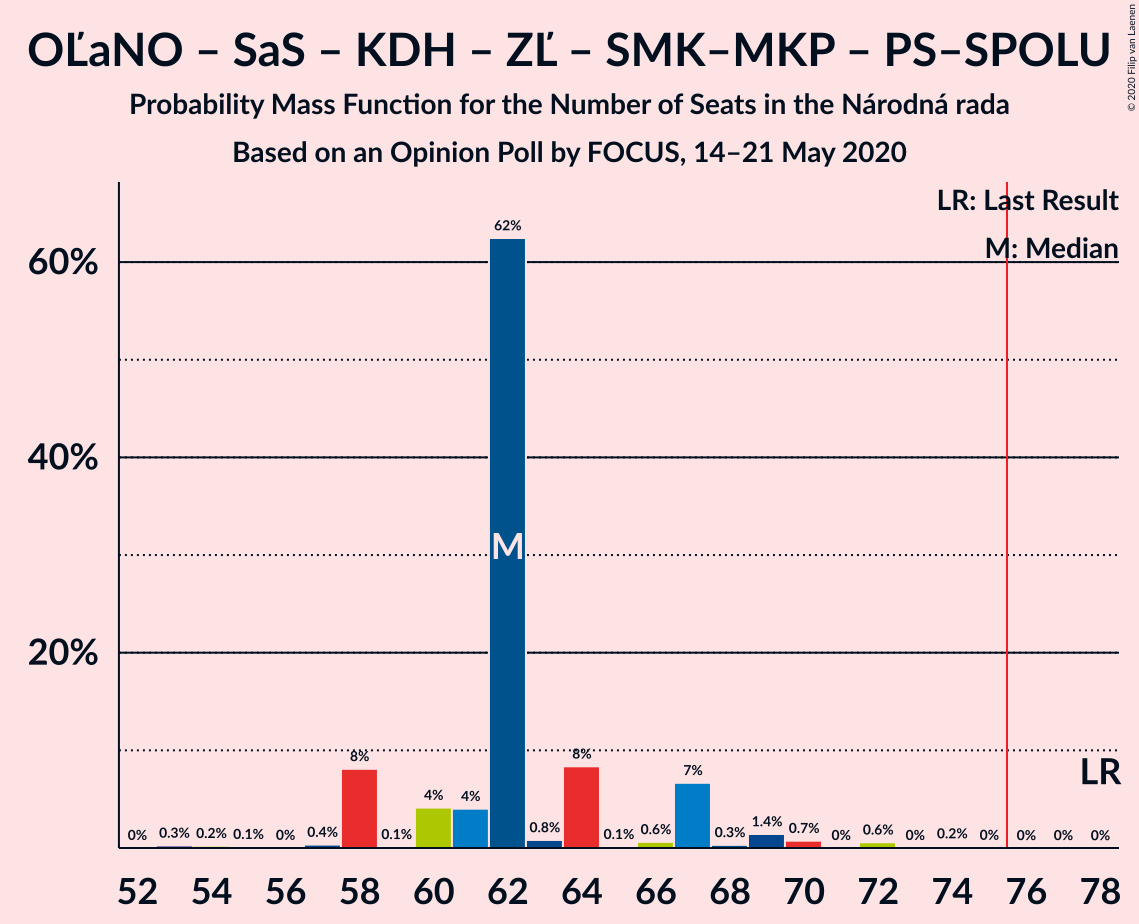 OĽaNO – SaS – KDH – ZĽ – SMK–MKP – PS–SPOLU
Probability Mass Function for the Number of Seats in the Národná rada
Based on an Opinion Poll by FOCUS, 14–21 May 2020
© 2020 Filip van Laenen
LR: Last Result
M: Median
60%
40%
20%
0% 0.3% 0.2% 0.1% 0% 0.4% 8% 0.1% 4% 4% 62% 0.8% 8% 0.1% 0.6% 7% 0.3% 1.4% 0.7% 0% 0.6% 0% 0.2% 0% 0% 0% 0%
M
LR
52 54 56 58 60 62 64 66 68 70 72 74 76 78